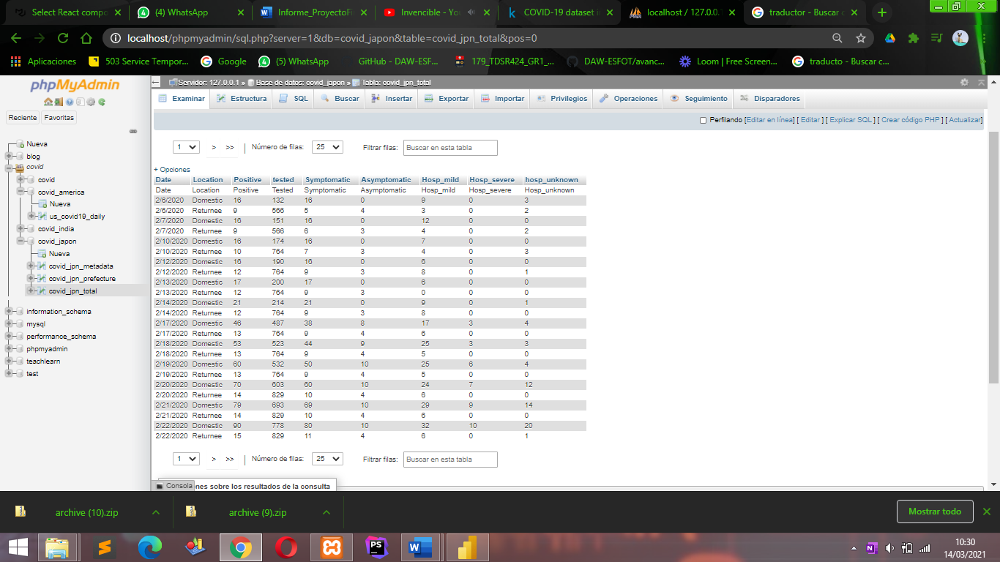 Select React compo
(4) WhatsApp
Informe_ProyectoFi
Invencible - You
COVID-19 dataset in
localhost / 127.0.0.1
traductor - Buscar c
localhost/phpmyadmin/sql.php?server=1&db=covid_japon&table=covid_jpn_total&pos=0
Aplicaciones
503 Service Tempor...
Google
(5) WhatsApp
GitHub - DAW-ESF...
179_TDSR424_GR1_...
DAW-ESFOT/avanc...
Loom | Free Screen...
traducto - Buscar c...
phpMyAdmin
Reciente Favoritas
Nueva
blog
covid
covid
covid_america
Nueva
us_covid19_daily
covid_india
covid_japon
Nueva
covid_jpn_metadata
covid_jpn_prefecture
covid_jpn_total
information_schema
mysql
performance_schema
phpmyadmin
teachlearn
test
Servidor: 127.0.0.1 » Base de datos: covid_japon » Tabla: covid_jpn_total
Examinar Estructura SQL Buscar Insertar Exportar Importar Privilegios Operaciones Seguimiento Disparadores
Perfilando [Editar en línea] [ Editar ] [ Explicar SQL ] [ Crear código PHP ] [ Actualizar]
1 > >> | Número de filas: 25 Filtrar filas: Buscar en esta tabla
+ Opciones
Date Location Positive tested Symptomatic Asymptomatic Hosp_mild Hosp_severe hosp_unknown
Date Location Positive Tested Symptomatic Asymptomatic Hosp_mild Hosp_severe Hosp_unknown
2/6/2020 Domestic 16 132 16 0 9 0 3
2/6/2020 Returnee 9 566 5 4 3 0 2
2/7/2020 Domestic 16 151 16 0 12 0 0
2/7/2020 Returnee 9 566 6 3 4 0 2
2/10/2020 Domestic 16 174 16 0 7 0 0
2/10/2020 Returnee 10 764 7 3 4 0 3
2/12/2020 Domestic 16 190 16 0 6 0 0
2/12/2020 Returnee 12 764 9 3 8 0 1
2/13/2020 Domestic 17 200 17 0 6 0 0
2/13/2020 Returnee 12 764 9 3 0 0 0
2/14/2020 Domestic 21 214 21 0 9 0 1
2/14/2020 Returnee 12 764 9 3 8 0 0
2/17/2020 Domestic 46 487 38 8 17 3 4
2/17/2020 Returnee 13 764 9 4 6 0 0
2/18/2020 Domestic 53 523 44 9 25 3 3
2/18/2020 Returnee 13 764 9 4 5 0 0
2/19/2020 Domestic 60 532 50 10 25 6 4
2/19/2020 Returnee 13 764 9 4 5 0 0
2/20/2020 Domestic 70 603 60 10 24 7 12
2/20/2020 Returnee 14 829 10 4 6 0 0
2/21/2020 Domestic 79 693 69 10 29 9 14
2/21/2020 Returnee 14 829 10 4 6 0 0
2/22/2020 Domestic 90 778 80 10 32 10 20
2/22/2020 Returnee 15 829 11 4 6 0 1
1 > >> | Número de filas: 25 Filtrar filas: Buscar en esta tabla
Consola
nes sobre los resultados de la consulta
archive (10).zip
archive (9).zip
Mostrar todo
10:30
14/03/2021